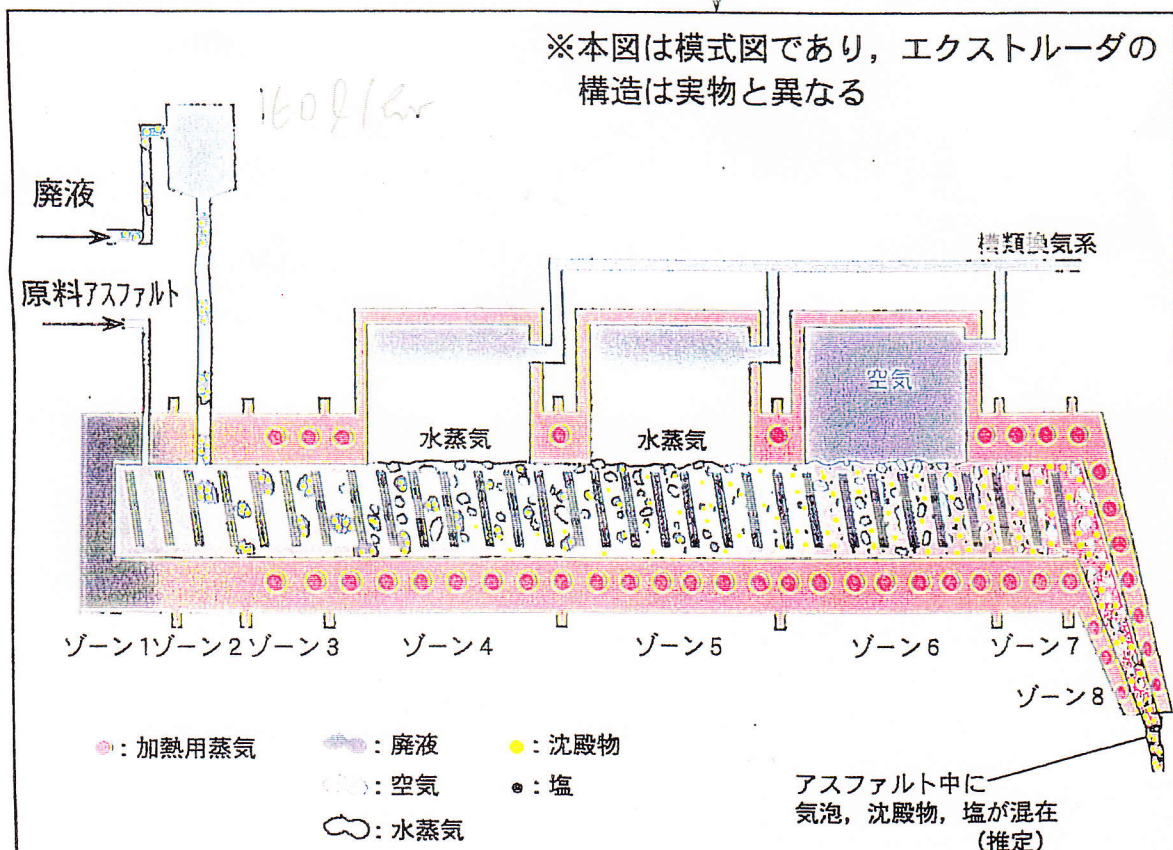 ※本図は模式図であり，エクストルーダの
構造は実物と異なる
160ℓ/hr
廃液
原料アスファルト
槽類換気系
空気
水蒸気
水蒸気
ゾーン1 ゾーン2 ゾーン3
ゾーン4
ゾーン5
ゾーン6
ゾーン7
ゾーン8
：加熱用蒸気
：廃液
：沈殿物
：空気
：塩
：水蒸気
アスファルト中に
気泡，沈殿物，塩が混在
（推定）